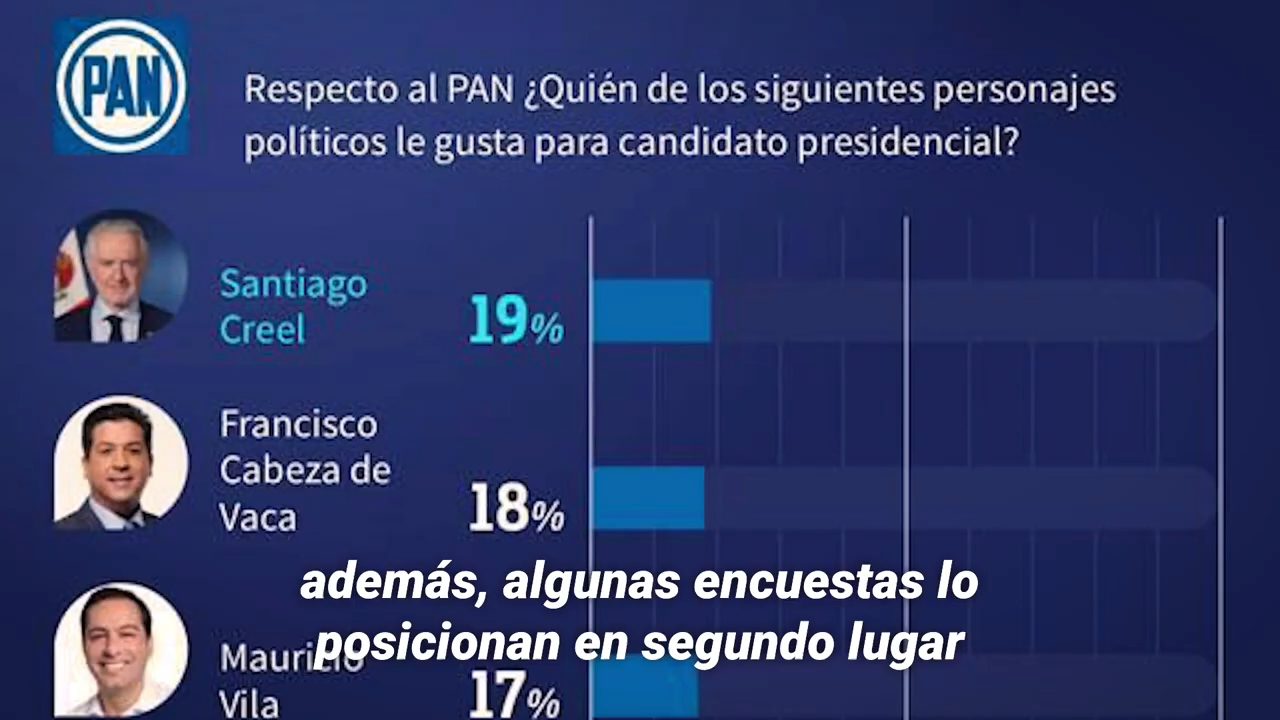 PAN
Respecto al PAN ¿Quién de los siguientes personajes
políticos le gusta para candidato presidencial?
Santiago
Creel
19%
Francisco
Cabeza de
Vaca
18%
además, algunas encuestas lo
posicionan en segundo lugar
Mauricio
Vila
17%